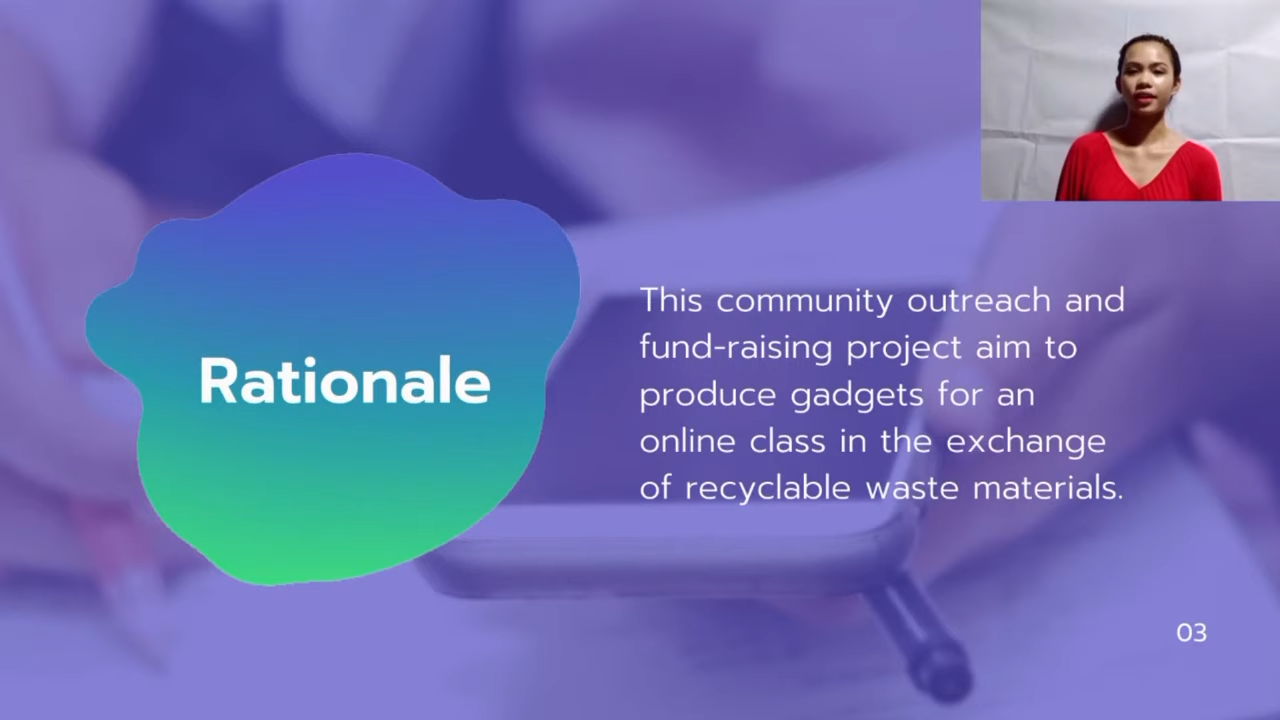 Rationale
This community outreach and
fund-raising project aim to
produce gadgets for an
online class in the exchange
of recyclable waste materials.
03